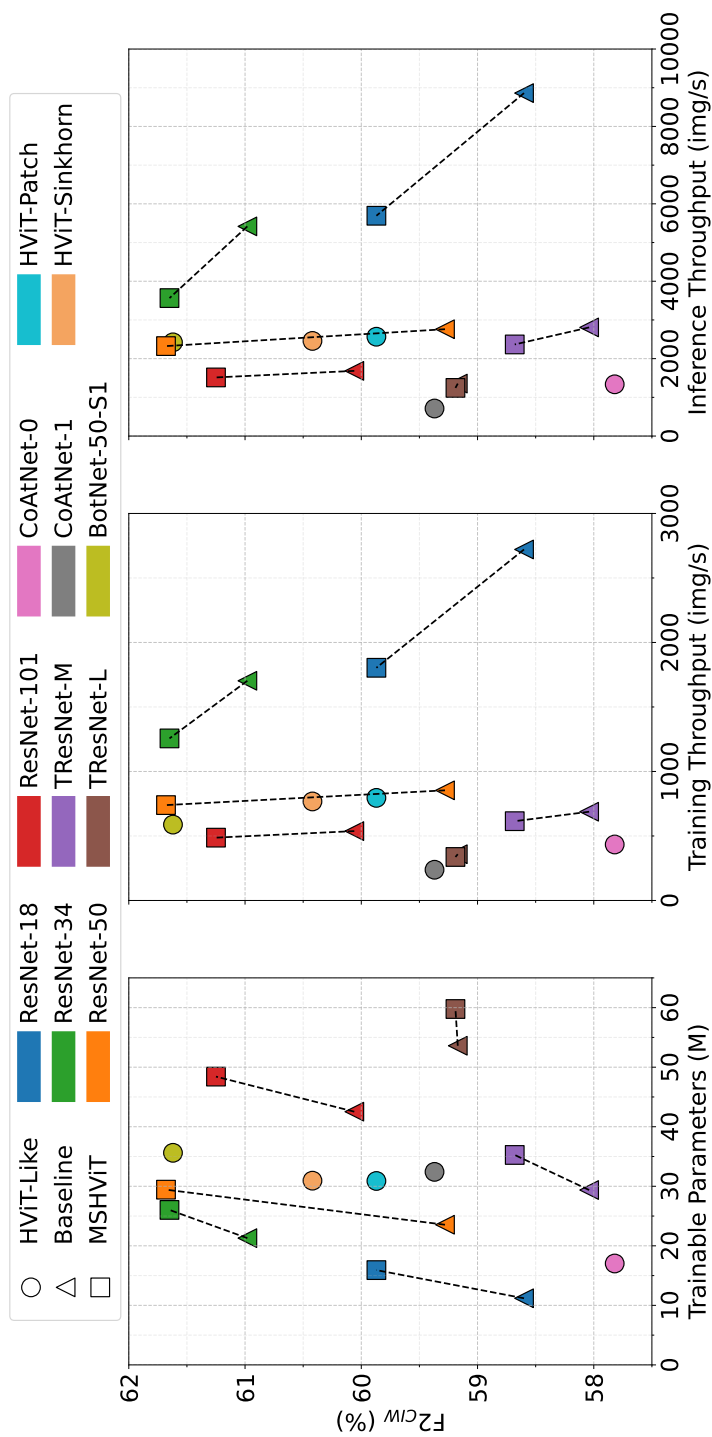 HViT-Like ResNet-18 ResNet-101 CoAtNet-0 HViT-Patch
Baseline ResNet-34 TResNet-M CoAtNet-1 HViT-Sinkhorn
MSHViT ResNet-50 TResNet-L BotNet-50-S1
F2CIW (%)
62
61
60
59
58
0 10 20 30 40 50 60
Trainable Parameters (M)
0 1000 2000 3000
Training Throughput (img/s)
0 2000 4000 6000 8000 10000
Inference Throughput (img/s)